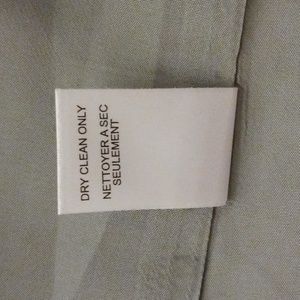 DRY CLEAN ONLY
NETTOYER A SEC
SEULEMENT